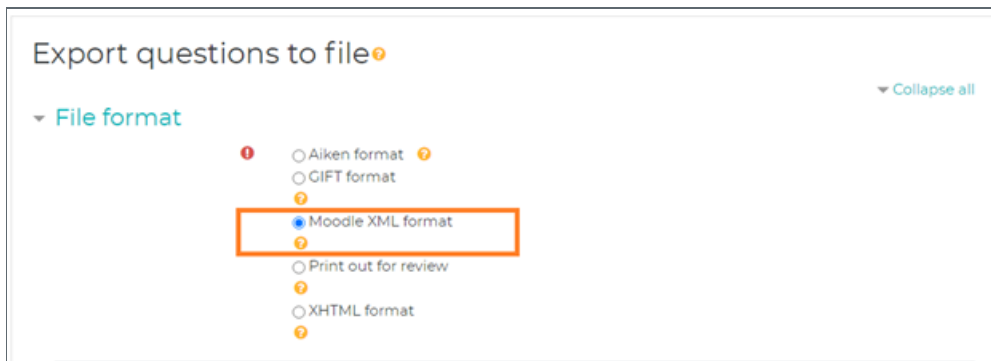 Export questions to file
Collapse all
File format
Aiken format
GIFT format
Moodle XML format
Print out for review
XHTML format